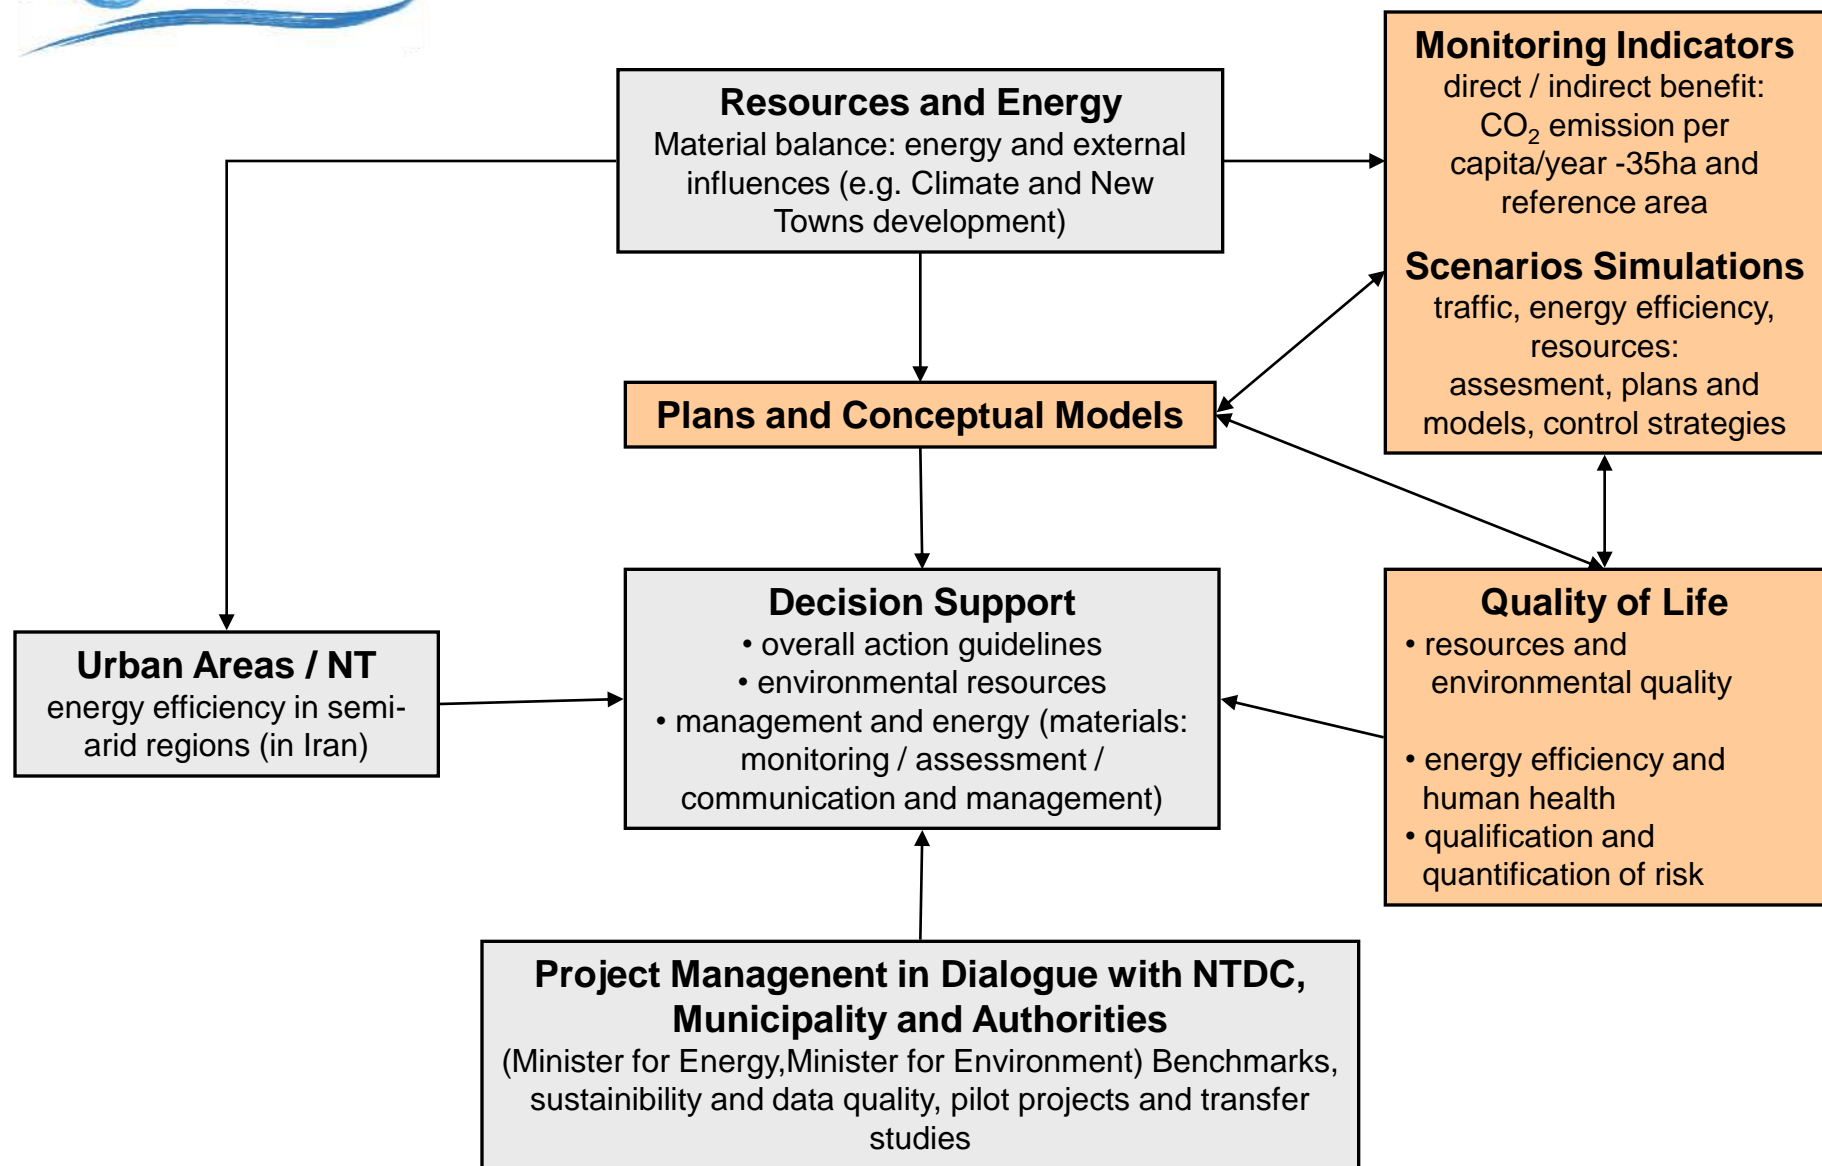 Resources and Energy
Material balance: energy and external
influences (e.g. Climate and New
Towns development)
Monitoring Indicators
direct / indirect benefit:
CO₂ emission per
capita/year -35ha and
reference area
Scenarios Simulations
traffic, energy efficiency,
resources:
assesment, plans and
models, control strategies
Plans and Conceptual Models
Urban Areas / NT
energy efficiency in semi-
arid regions (in Iran)
Decision Support
• overall action guidelines
• environmental resources
• management and energy (materials:
monitoring / assessment /
communication and management)
Quality of Life
• resources and
environmental quality
• energy efficiency and
human health
• qualification and
quantification of risk
Project Managenent in Dialogue with NTDC,
Municipality and Authorities
(Minister for Energy,Minister for Environment) Benchmarks,
sustainibility and data quality, pilot projects and transfer
studies